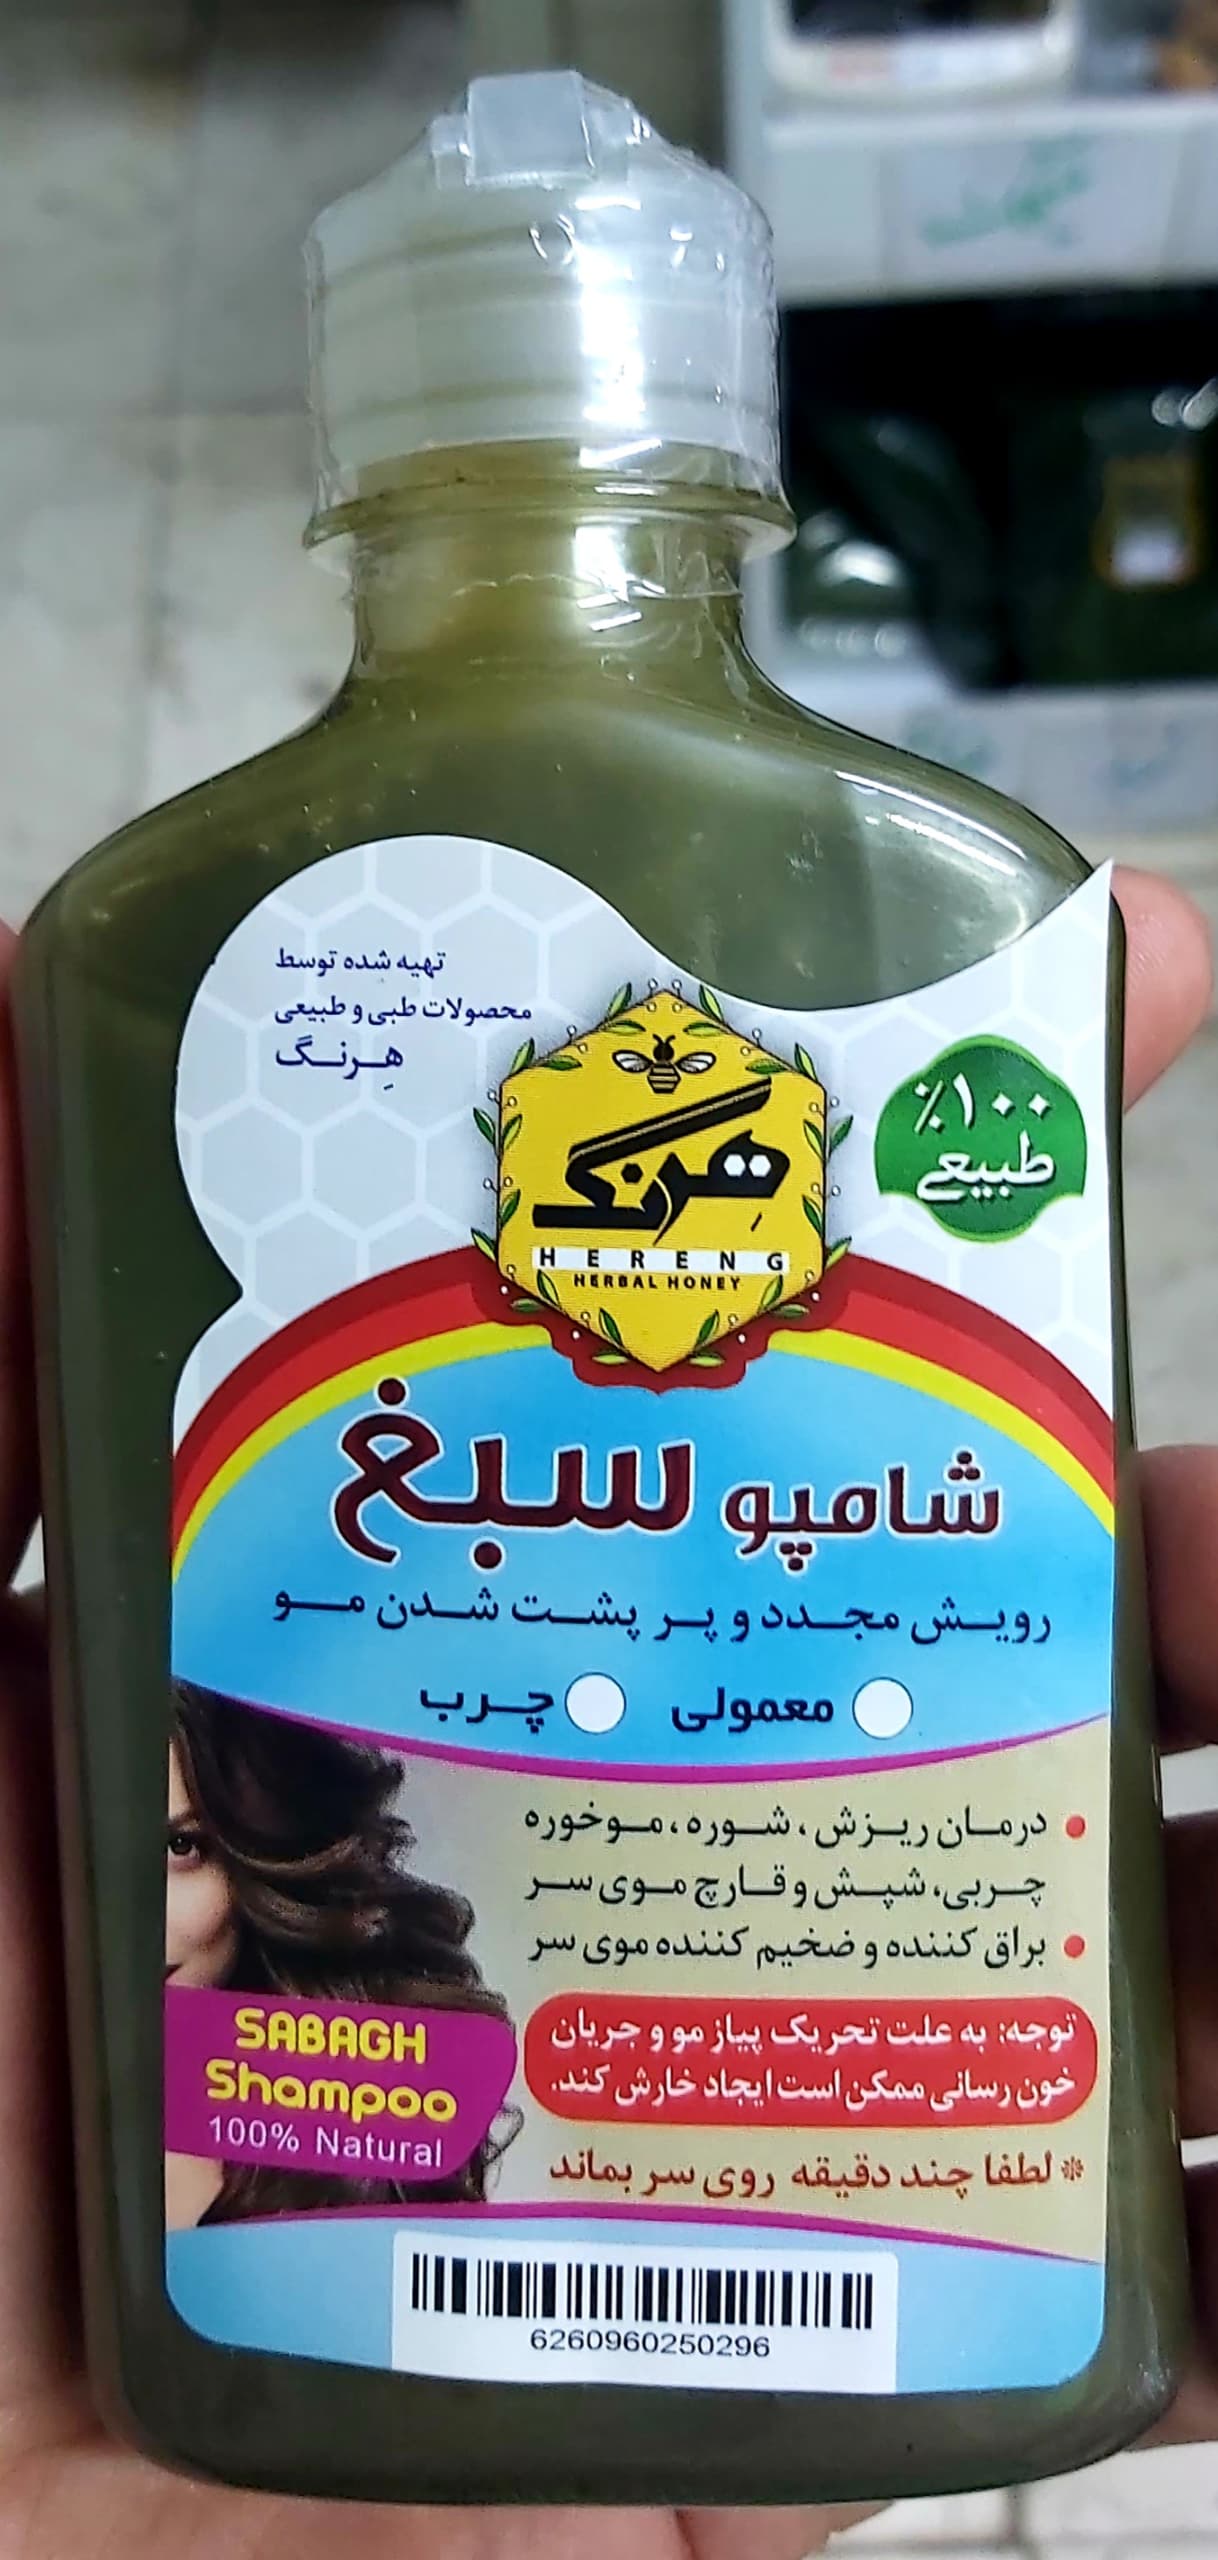 تهیه شده توسط
محصولات طبی و طبیعی
هِرنگ
هِرنگ
HERENG
HERBAL HONEY
٪۱۰۰
طبیعی
شامپو سبغ
رویش مجدد و پر پشت شدن مو
معمولی چرب
• درمان ریزش، شوره، موخوره
چربی، شپش و قارچ موی سر
• براق کننده و ضخیم کننده موی سر
توجه: به علت تحریک پیاز مو و جریان
خون رسانی ممکن است ایجاد خارش کند.
* لطفا چند دقیقه روی سر بماند
SABAGH
Shampoo
100% Natural
6260960250296